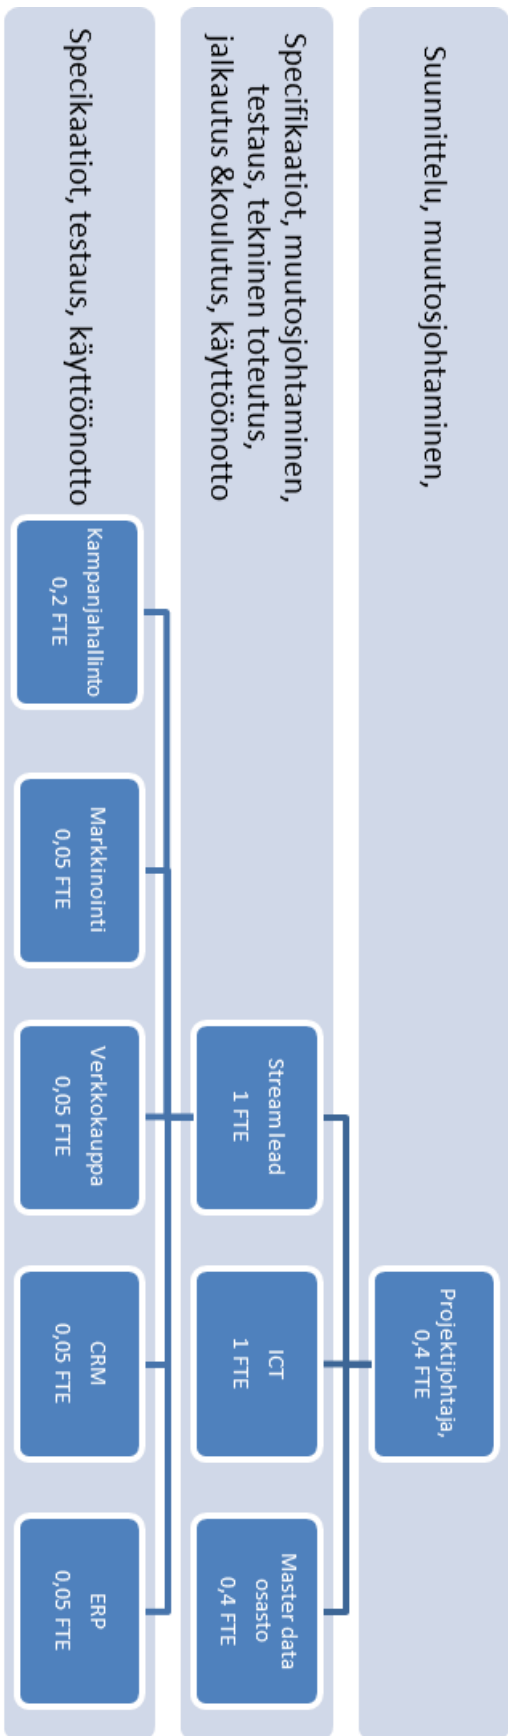 Suunnittelu, muutosjohtaminen,
Projektijohtaja,
0,4 FTE
Specifikaatiot, muutosjohtaminen,
testaus, tekninen toteutus,
jalkautus &koulutus, käyttöönotto
Stream lead
1 FTE
ICT
1 FTE
Master data
osasto
0,4 FTE
Specikaatiot, testaus, käyttöönotto
Kampanjahallinto
0,2 FTE
Markkinointi
0,05 FTE
Verkkokauppa
0,05 FTE
CRM
0,05 FTE
ERP
0,05 FTE